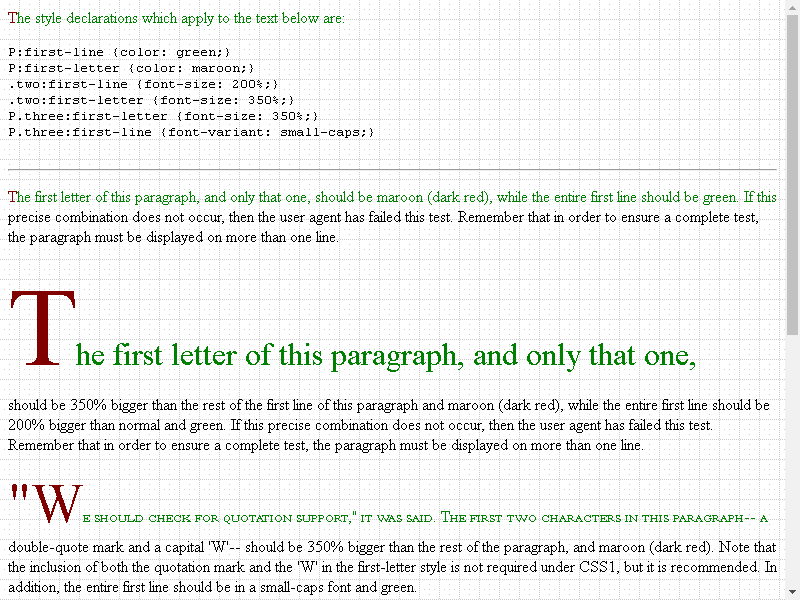 The style declarations which apply to the text below are:
P:first-line {color: green;}
P:first-letter {color: maroon;}
.two:first-line {font-size: 200%;}
.two:first-letter {font-size: 350%;}
P.three:first-letter {font-size: 350%;}
P.three:first-line {font-variant: small-caps;}
The first letter of this paragraph, and only that one, should be maroon (dark red), while the entire first line should be green. If this
precise combination does not occur, then the user agent has failed this test. Remember that in order to ensure a complete test,
the paragraph must be displayed on more than one line.
The first letter of this paragraph, and only that one,
should be 350% bigger than the rest of the first line of this paragraph and maroon (dark red), while the entire first line should be
200% bigger than normal and green. If this precise combination does not occur, then the user agent has failed this test.
Remember that in order to ensure a complete test, the paragraph must be displayed on more than one line.
"We should check for quotation support," it was said. The first two characters in this paragraph-- a
double-quote mark and a capital 'W'-- should be 350% bigger than the rest of the paragraph, and maroon (dark red). Note that
the inclusion of both the quotation mark and the 'W' in the first-letter style is not required under CSS1, but it is recommended. In
addition, the entire first line should be in a small-caps font and green.